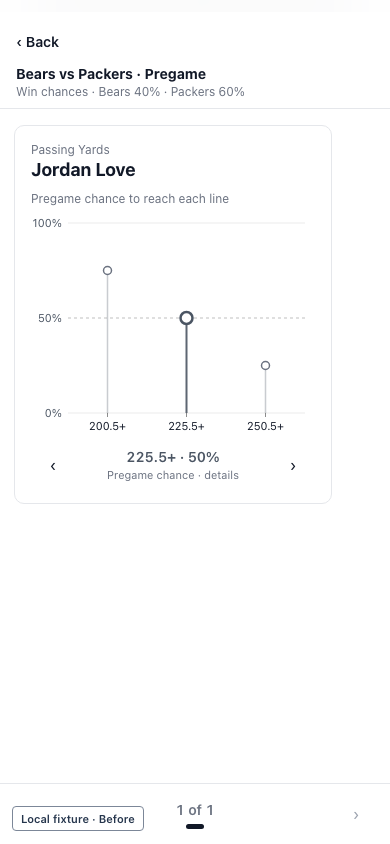 ‹ Back
Bears vs Packers · Pregame
Win chances · Bears 40% · Packers 60%
Passing Yards
Jordan Love
Pregame chance to reach each line
100%
50%
0%
200.5+ 225.5+ 250.5+
‹ 225.5+ · 50% ›
Pregame chance · details
1 of 1 ›
Local fixture · Before